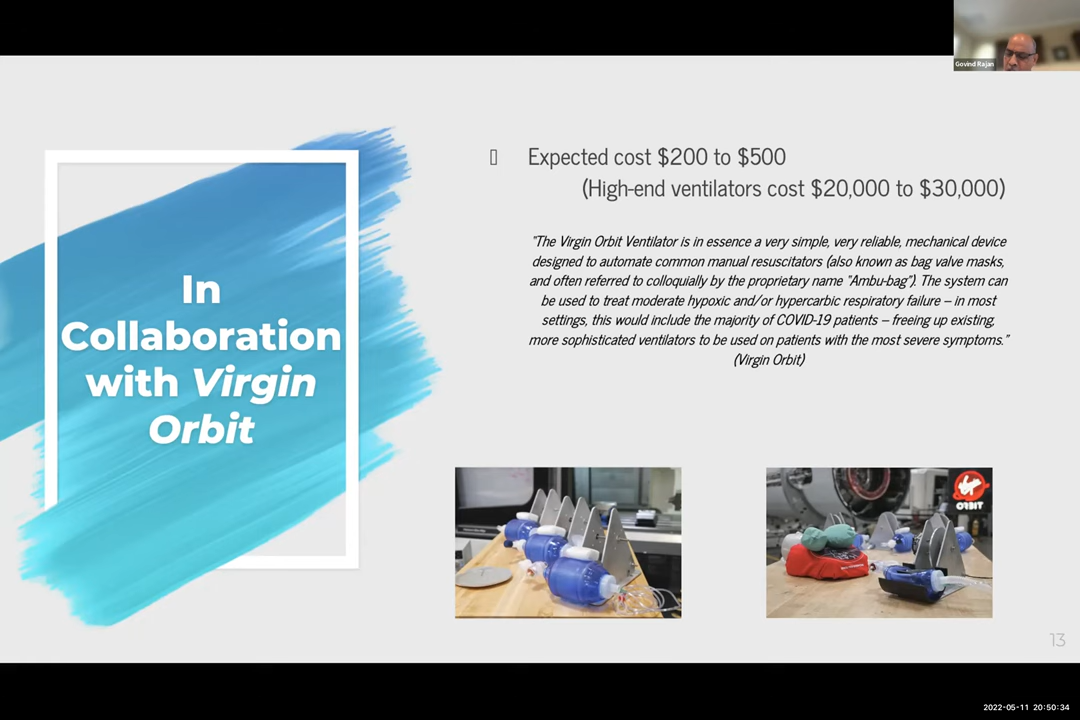 Govind Rajan
In
Collaboration
with Virgin
Orbit
Expected cost $200 to $500
(High-end ventilators cost $20,000 to $30,000)
"The Virgin Orbit Ventilator is in essence a very simple, very reliable, mechanical device
designed to automate common manual resuscitators (also known as bag valve masks,
and often referred to colloquially by the proprietary name "Ambu-bag"). The system can
be used to treat moderate hypoxic and/or hypercarbic respiratory failure – in most
settings, this would include the majority of COVID-19 patients – freeing up existing,
more sophisticated ventilators to be used on patients with the most severe symptoms."
(Virgin Orbit)
ORBIT
13
2022-05-11 20:50:34